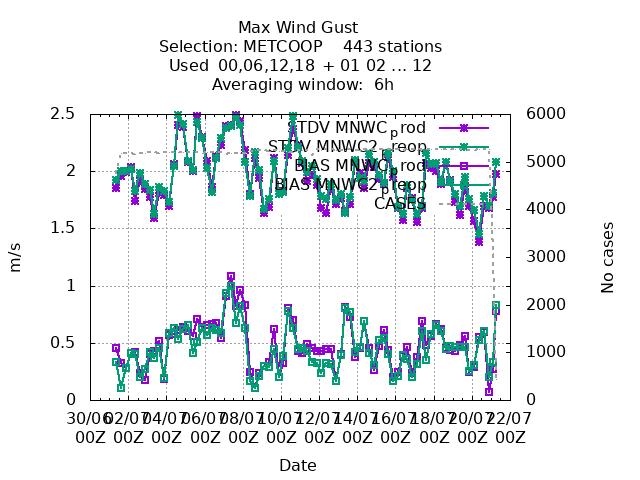 Max Wind Gust
Selection: METCOOP    443 stations
Used  00,06,12,18 + 01 02 ... 12
Averaging window:  6h
2.5
2
1.5
1
0.5
0
m/s
6000
5000
4000
3000
2000
1000
0
No cases
STDV MNWC_prod
STDV MNWC2_preop
BIAS MNWC_prod
BIAS MNWC2_preop
CASES
30/06 02/07 04/07 06/07 08/07 10/07 12/07 14/07 16/07 18/07 20/07 22/07
00Z 00Z 00Z 00Z 00Z 00Z 00Z 00Z 00Z 00Z 00Z 00Z
Date